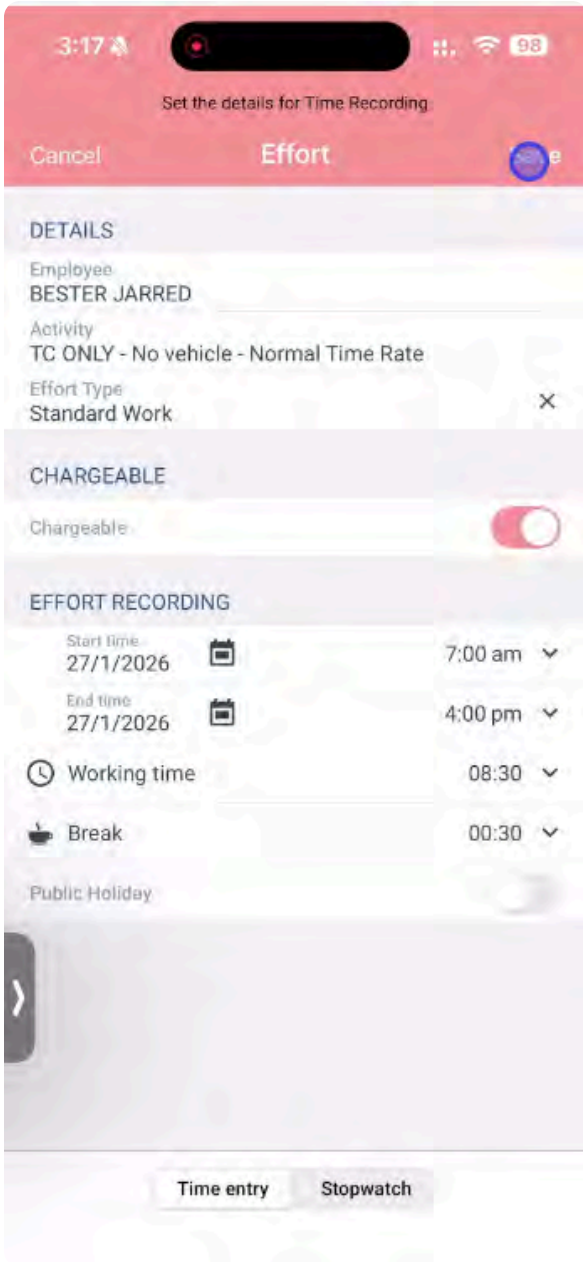 3:17
98
Set the details for Time Recording
Cancel
Effort
DETAILS
Employee
BESTER JARRED
Activity
TC ONLY - No vehicle - Normal Time Rate
Effort Type
Standard Work
CHARGEABLE
Chargeable
EFFORT RECORDING
Start time
27/1/2026
7:00 am
End time
27/1/2026
4:00 pm
Working time
08:30
Break
00:30
Public Holiday
Time entry
Stopwatch